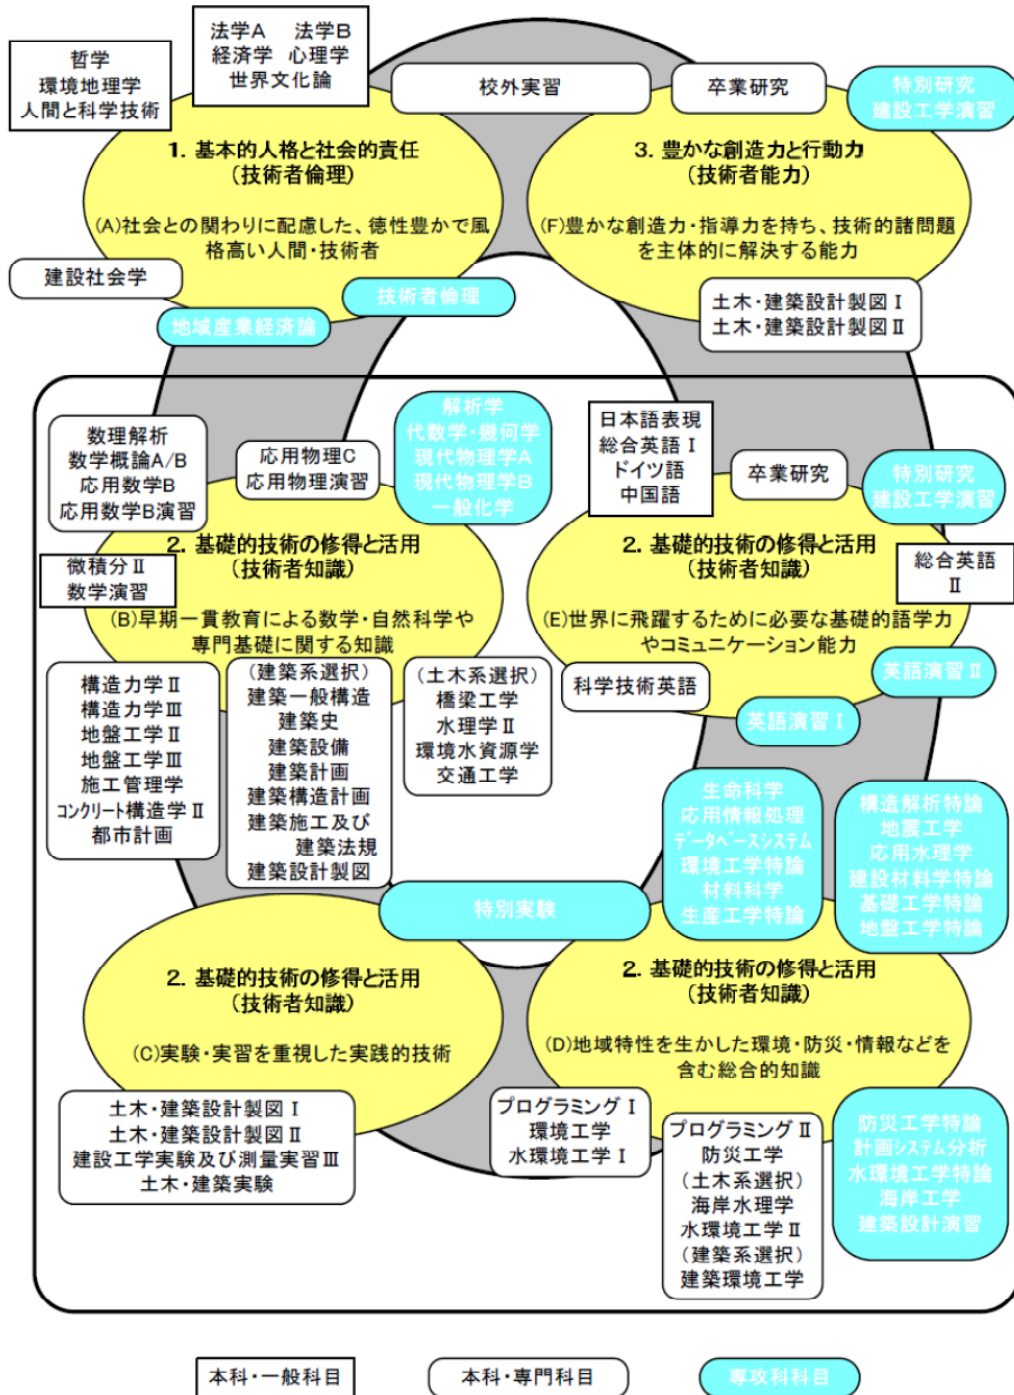 哲学
環境地理学
人間と科学技術
法学A　法学B
経済学　心理学
世界文化論
校外実習
卒業研究
特別研究
建設工学演習
1. 基本的人格と社会的責任
(技術者倫理)
(A)社会との関わりに配慮した、徳性豊かで風
格高い人間・技術者
3. 豊かな創造力と行動力
(技術者能力)
(F)豊かな創造力・指導力を持ち、技術的諸問題
を主体的に解決する能力
建設社会学
技術者倫理
地域産業経済論
土木・建築設計製図Ⅰ
土木・建築設計製図Ⅱ
数理解析
数学概論A/B
応用数学B
応用数学B演習
応用物理C
応用物理演習
解析学
代数学・幾何学
現代物理学A
現代物理学B
一般化学
日本語表現
総合英語Ⅰ
ドイツ語
中国語
卒業研究
特別研究
建設工学演習
微積分Ⅱ
数学演習
2. 基礎的技術の修得と活用
(技術者知識)
(B)早期一貫教育による数学・自然科学や
専門基礎に関する知識
2. 基礎的技術の修得と活用
(技術者知識)
(E)世界に飛躍するために必要な基礎的語学力
やコミュニケーション能力
総合英語
Ⅱ
構造力学Ⅱ
構造力学Ⅲ
地盤工学Ⅱ
地盤工学Ⅲ
施工管理学
コンクリート構造学Ⅱ
都市計画
(建築系選択)
建築一般構造
建築史
建築設備
建築計画
建築構造計画
建築施工及び
建築法規
建築設計製図
(土木系選択)
橋梁工学
水理学Ⅱ
環境水資源学
交通工学
科学技術英語
英語演習Ⅱ
英語演習Ⅰ
生命科学
応用情報処理
データベースシステム
環境工学特論
材料科学
生産工学特論
構造解析特論
地震工学
応用水理学
建設材料学特論
基礎工学特論
地盤工学特論
特別実験
2. 基礎的技術の修得と活用
(技術者知識)
(C)実験・実習を重視した実践的技術
2. 基礎的技術の修得と活用
(技術者知識)
(D)地域特性を生かした環境・防災・情報などを
含む総合的知識
土木・建築設計製図Ⅰ
土木・建築設計製図Ⅱ
建設工学実験及び測量実習Ⅲ
土木・建築実験
プログラミングⅠ
環境工学
水環境工学Ⅰ
プログラミングⅡ
防災工学
(土木系選択)
海岸水理学
水環境工学Ⅱ
(建築系選択)
建築環境工学
防災工学特論
計画システム分析
水環境工学特論
海岸工学
建築設計演習
本科・一般科目
本科・専門科目
専攻科科目